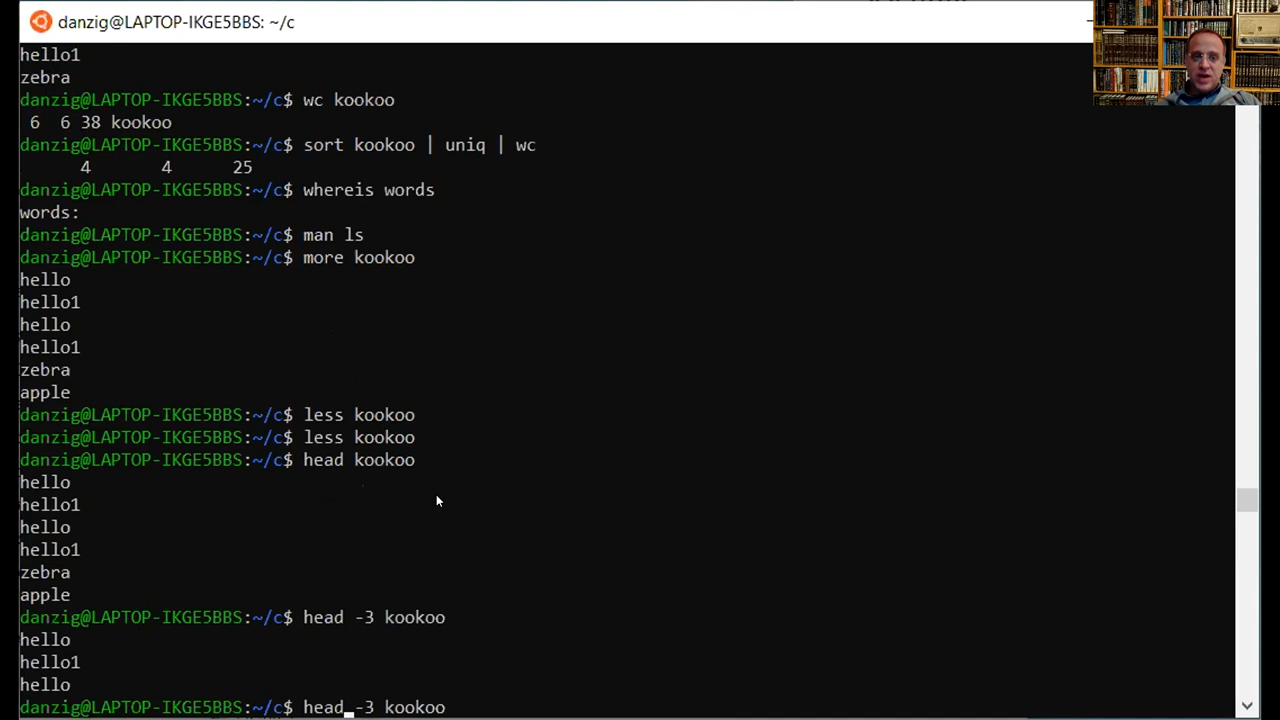 danzig@LAPTOP-IKGE5BBS: ~/c
hello1
zebra
danzig@LAPTOP-IKGE5BBS:~/c$ wc kookoo
 6  6 38 kookoo
danzig@LAPTOP-IKGE5BBS:~/c$ sort kookoo | uniq | wc
      4       4      25
danzig@LAPTOP-IKGE5BBS:~/c$ whereis words
words:
danzig@LAPTOP-IKGE5BBS:~/c$ man ls
danzig@LAPTOP-IKGE5BBS:~/c$ more kookoo
hello
hello1
hello
hello1
zebra
apple
danzig@LAPTOP-IKGE5BBS:~/c$ less kookoo
danzig@LAPTOP-IKGE5BBS:~/c$ less kookoo
danzig@LAPTOP-IKGE5BBS:~/c$ head kookoo
hello
hello1
hello
hello1
zebra
apple
danzig@LAPTOP-IKGE5BBS:~/c$ head -3 kookoo
hello
hello1
hello
danzig@LAPTOP-IKGE5BBS:~/c$ head -3 kookoo